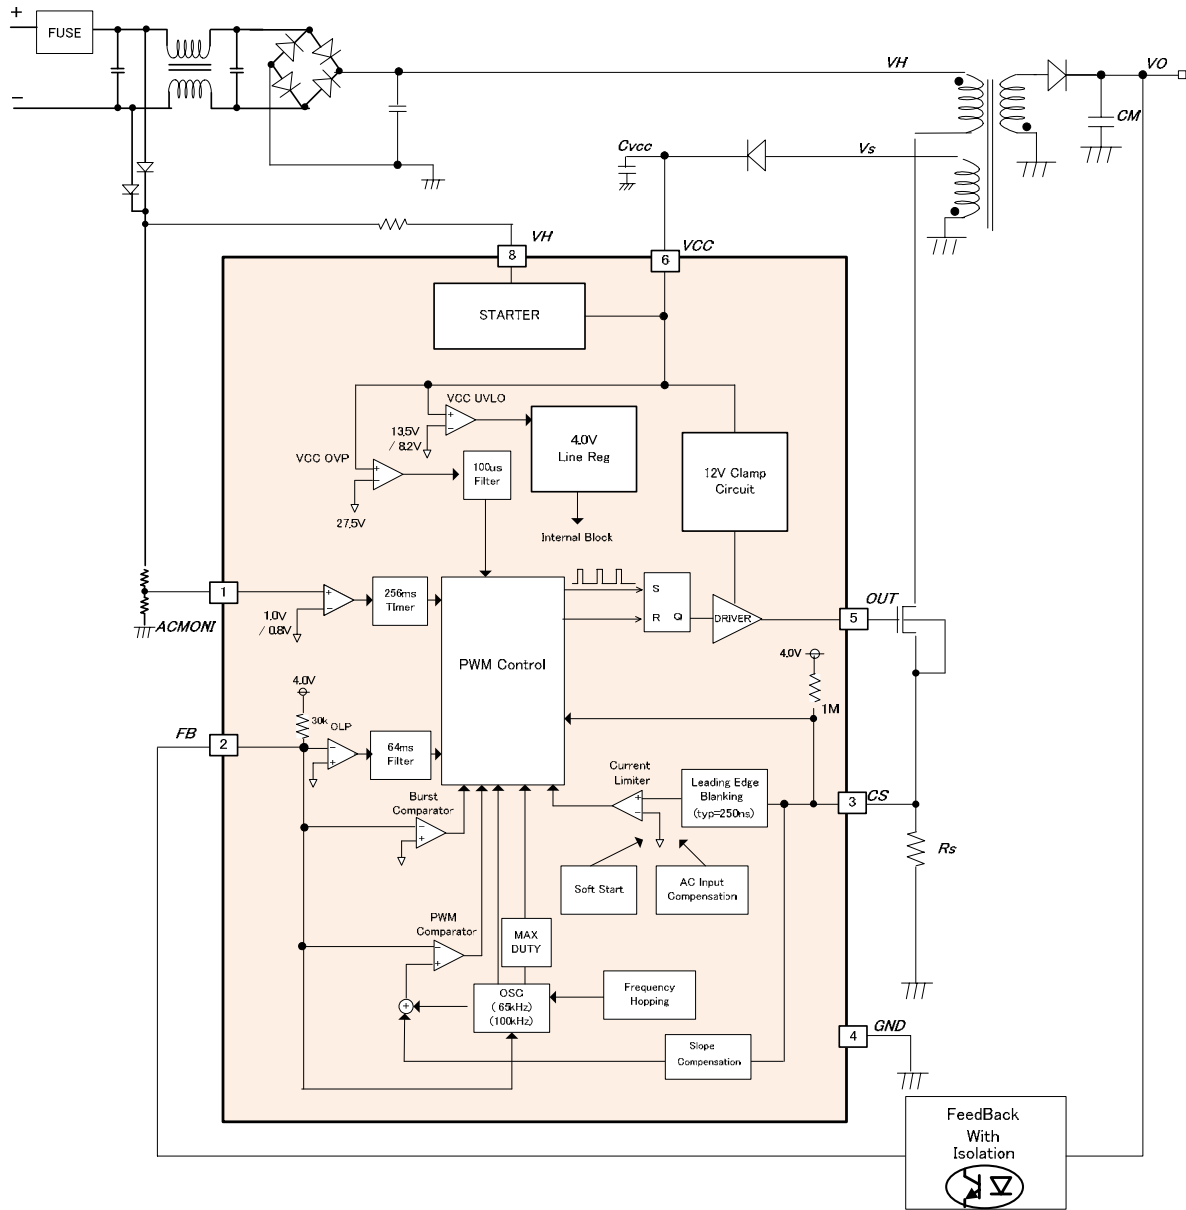 +
FUSE
−
VH
VO
CM
Cvcc
Vs
VH
8
VCC
6
STARTER
VCC UVLO
+
−
13.5V
/ 8.2V
4.0V
Line Reg
VCC OVP
+
−
27.5V
100us
Filter
12V Clamp
Circuit
Internal Block
1
ACMONI
+
−
1.0V
/ 0.8V
256ms
TImer
PWM Control
S
R Q
DRIVER
5
OUT
4.0V
1M
4.0V
30k
OLP
FB
2
−
+
64ms
Filter
Current
Limiter
+
−
Leading Edge
Blanking
(typ=250ns)
3
CS
Rs
Burst
Comparator
−
+
Soft Start
AC Input
Compensation
PWM
Comparator
−
+
MAX
DUTY
+
OSC
( 65kHz)
(100kHz)
Frequency
Hopping
Slope
Compensation
4
GND
FeedBack
With
Isolation